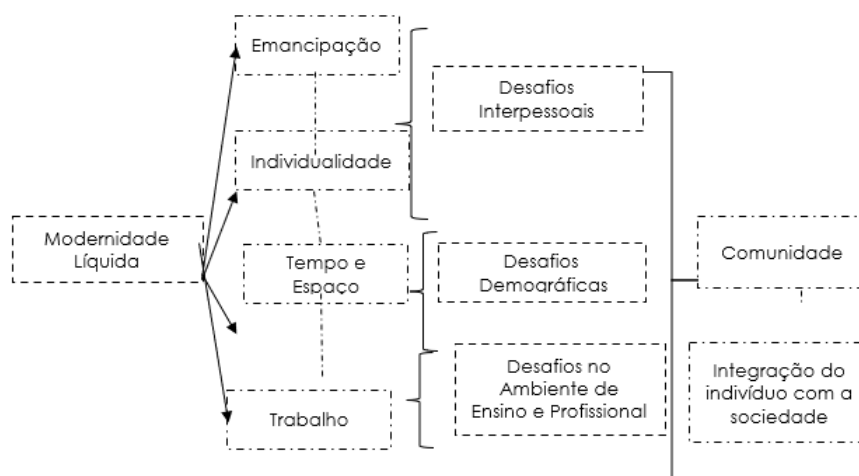 Emancipação
Desafios
Interpessoais
Individualidade
Modernidade
Líquida
Tempo e
Espaço
Desafios
Demográficas
Comunidade
Desafios no
Ambiente de
Ensino e Profissional
Trabalho
Integração do
indivíduo com a
sociedade